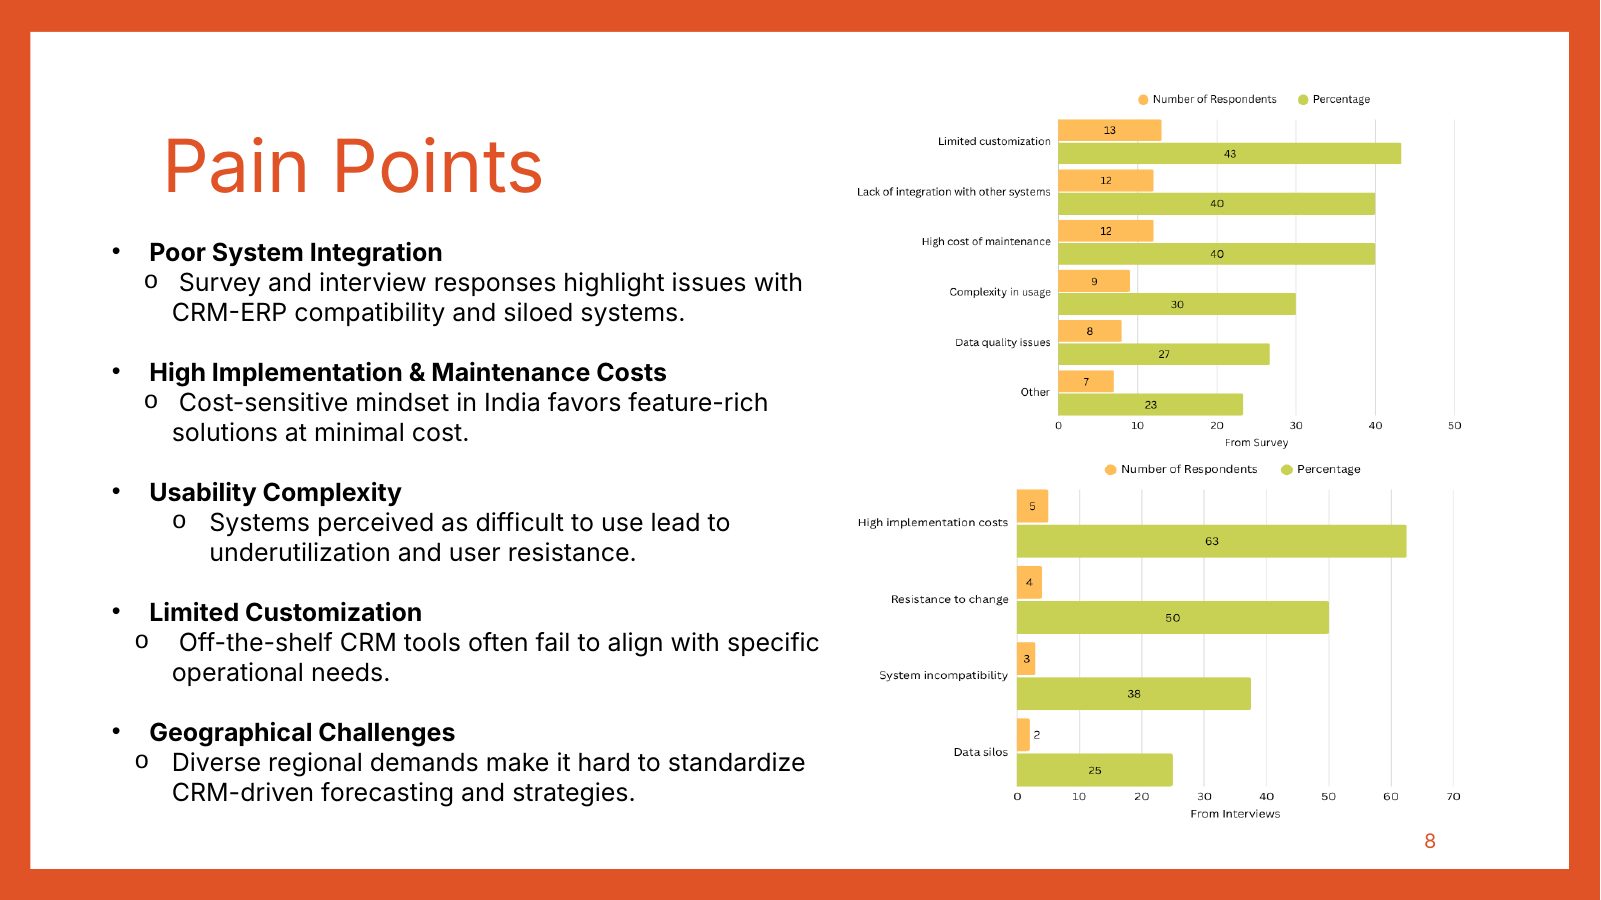 Pain Points
• Poor System Integration
o Survey and interview responses highlight issues with
CRM-ERP compatibility and siloed systems.
• High Implementation & Maintenance Costs
o Cost-sensitive mindset in India favors feature-rich
solutions at minimal cost.
• Usability Complexity
o Systems perceived as difficult to use lead to
underutilization and user resistance.
• Limited Customization
o Off-the-shelf CRM tools often fail to align with specific
operational needs.
• Geographical Challenges
o Diverse regional demands make it hard to standardize
CRM-driven forecasting and strategies.
Number of Respondents Percentage
13
Limited customization
43
12
Lack of integration with other systems
40
12
High cost of maintenance
40
9
Complexity in usage
30
8
Data quality issues
27
7
Other
23
0 10 20 30 40 50
From Survey
Number of Respondents Percentage
5
High implementation costs
63
4
Resistance to change
50
3
System incompatibility
38
2
Data silos
25
0 10 20 30 40 50 60 70
From Interviews
8